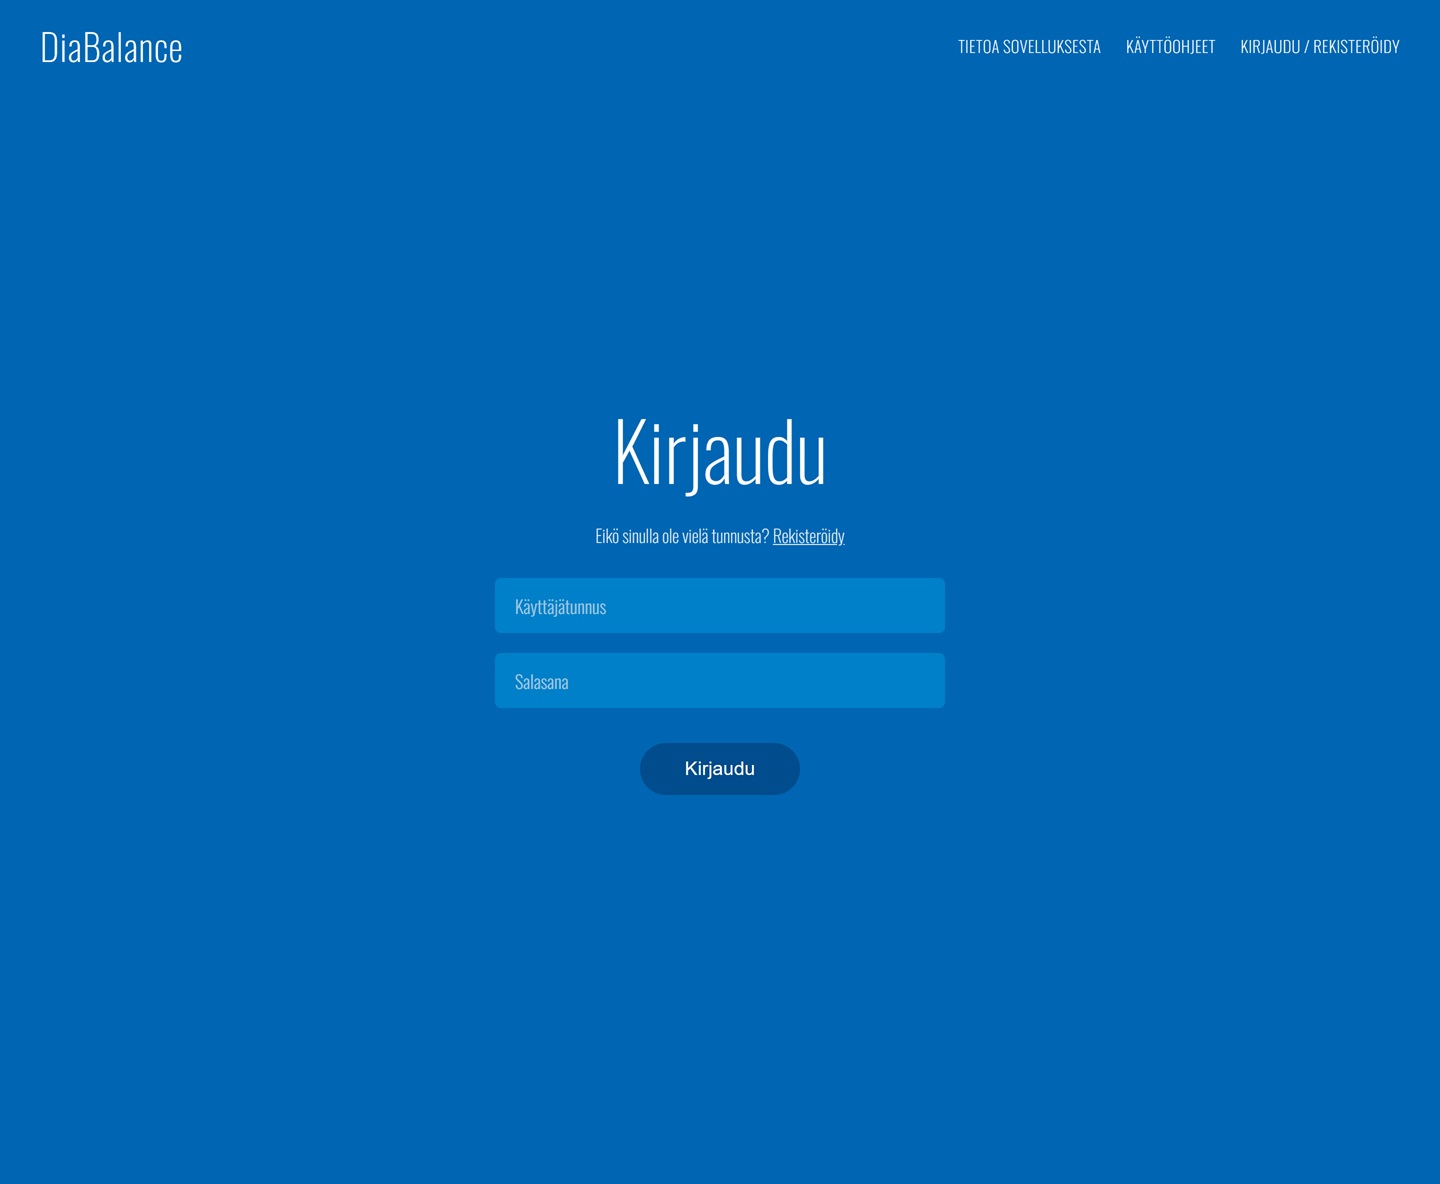 DiaBalance
TIETOA SOVELLUKSESTA KÄYTTÖOHJEET KIRJAUDU / REKISTERÖIDY
Kirjaudu
Eikö sinulla ole vielä tunnusta? Rekisteröidy
Käyttäjätunnus
Salasana
Kirjaudu